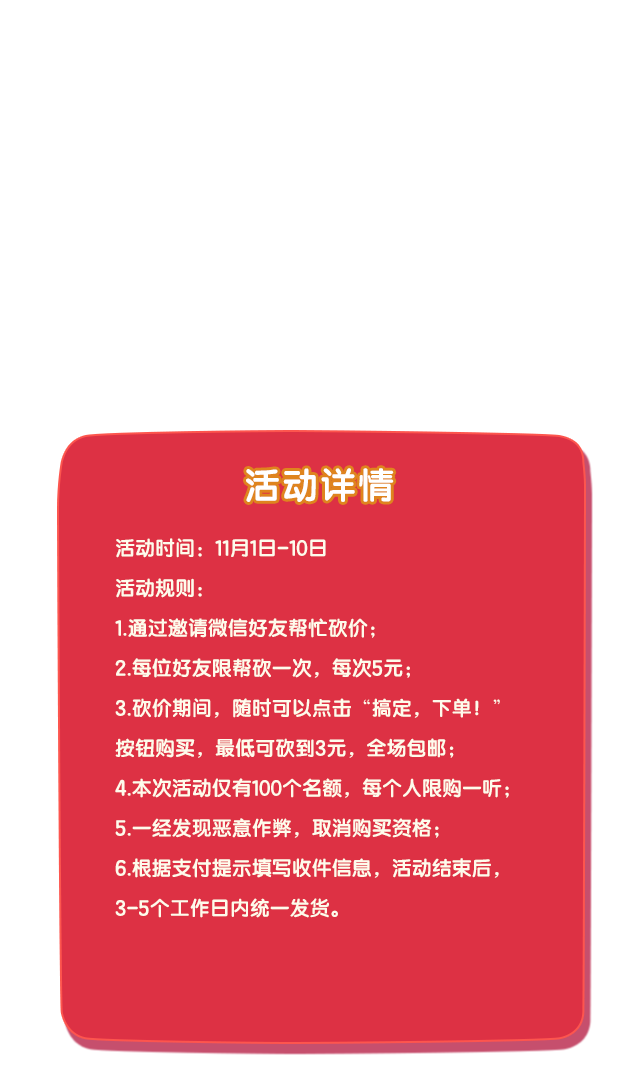 活动详情
活动时间：11月1日-10日
活动规则：
1.通过邀请微信好友帮忙砍价；
2.每位好友限帮砍一次，每次5元；
3.砍价期间，随时可以点击“搞定，下单！”
按钮购买，最低可砍到3元，全场包邮；
4.本次活动仅有100个名额，每个人限购一听；
5.一经发现恶意作弊，取消购买资格；
6.根据支付提示填写收件信息，活动结束后，
3-5个工作日内统一发货。